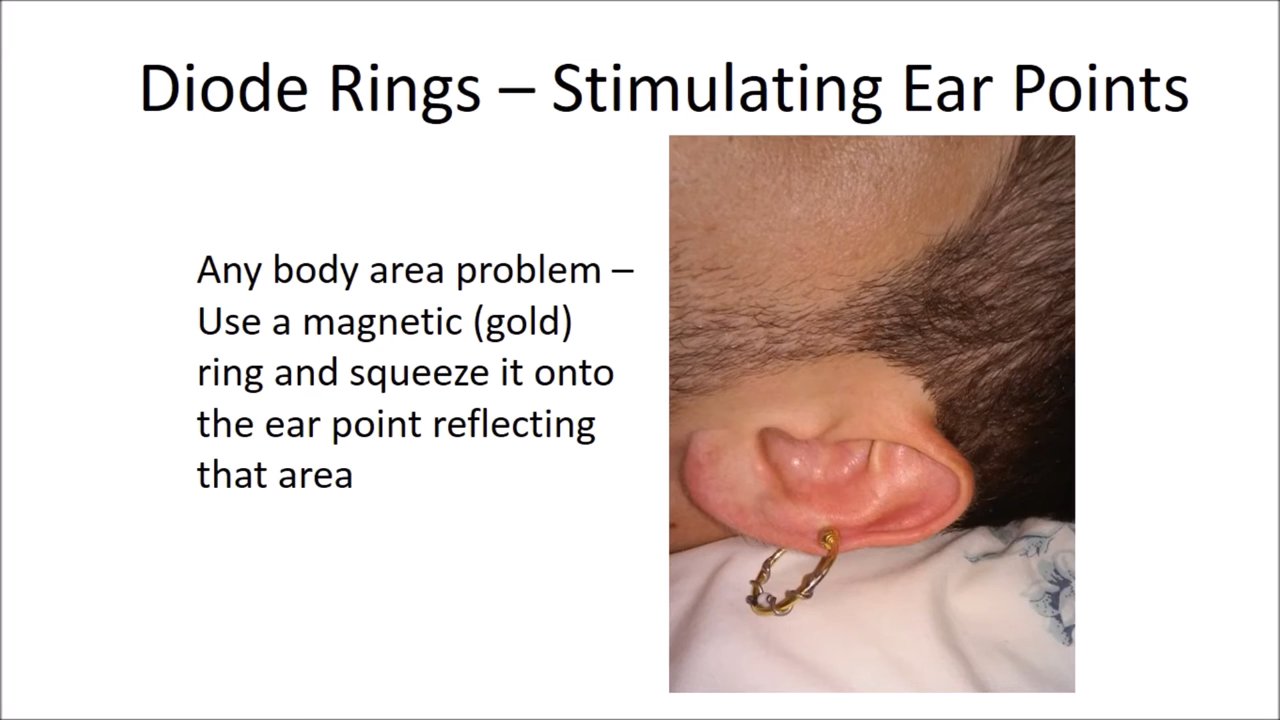 Diode Rings – Stimulating Ear Points
Any body area problem –
Use a magnetic (gold)
ring and squeeze it onto
the ear point reflecting
that area